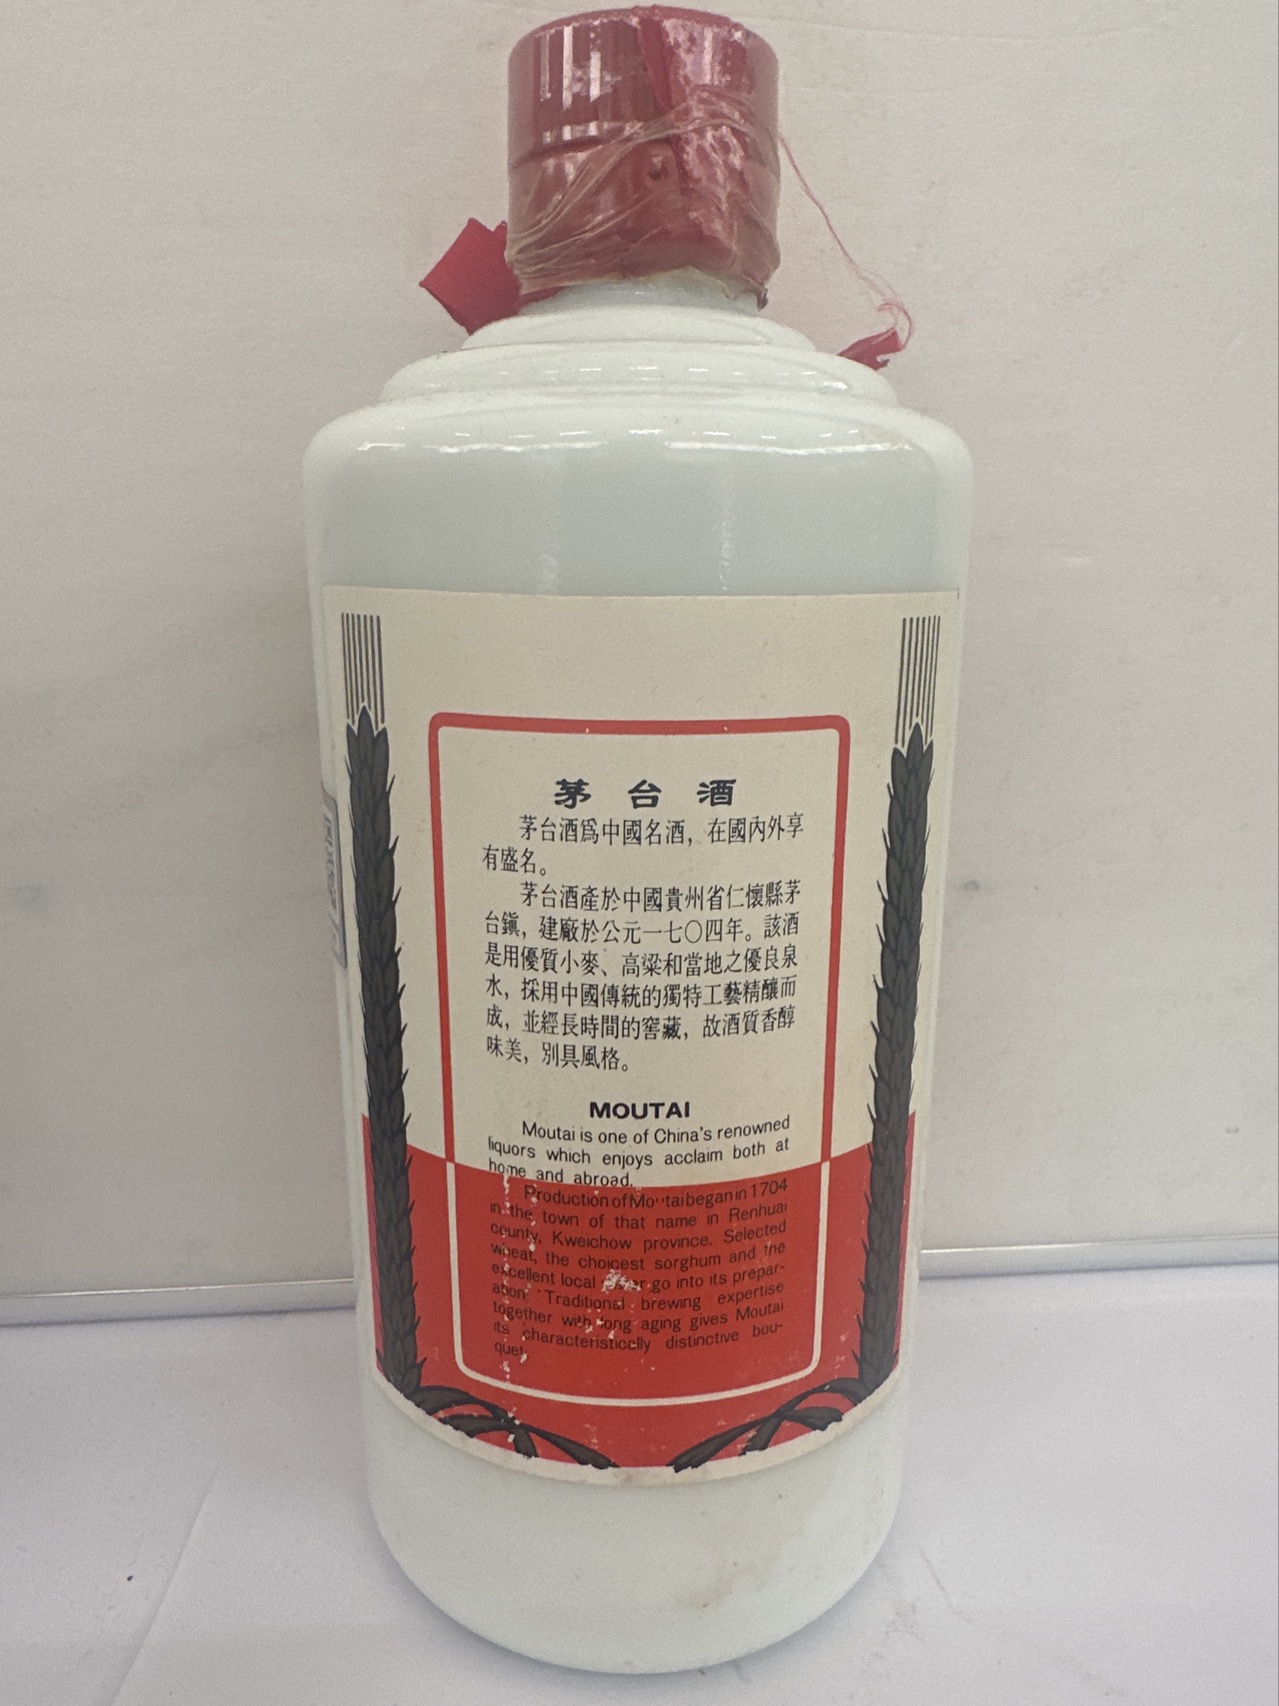 茅台酒
茅台酒爲中國名酒，在國內外享
有盛名。
茅台酒產於中國貴州省仁懷縣茅
台鎭，建廠於公元一七〇四年。該酒
是用優質小麥、高粱和當地之優良泉
水，採用中國傳統的獨特工藝精釀而
成，並經長時間的窖藏，故酒質香醇
味美，別具風格。
MOUTAI
Moutai is one of China's renowned
liquors which enjoys acclaim both at
home and abroad.
Production of Moutai began in 1704
in the town of that name in Renhuai
county, Kweichow province. Selected
wheat, the choicest sorghum and the
excellent local go into its prepar-
ation. Traditional brewing expertise
together with long aging gives Moutai
its characteristically distinctive bou-
quet.